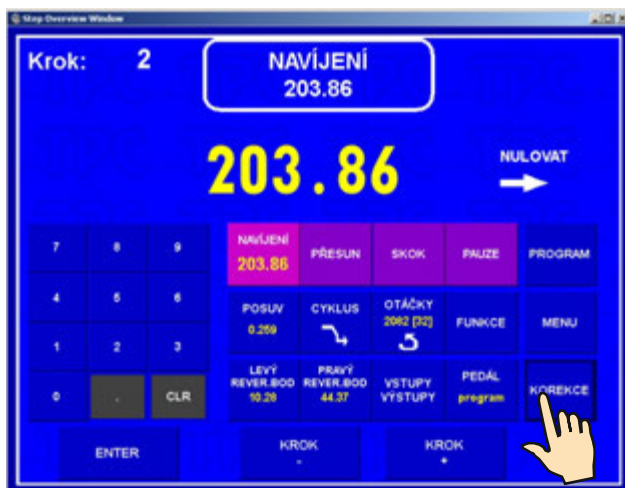 Step Overview Window
Krok: 2
NAVÍJENÍ
203.86
203.86
NULOVAT
7 8 9
NAVÍJENÍ
203.86
PŘESUN
SKOK
PAUZE
PROGRAM
4 5 6
POSUV
0.259
CYKLUS
OTÁČKY
2082 [32]
FUNKCE
MENU
1 2 3
LEVÝ
REVER.BOD
10.28
PRAVÝ
REVER.BOD
44.37
VSTUPY
VÝSTUPY
PEDÁL
program
KOREKCE
0 . CLR
ENTER
KROK
-
KROK
+